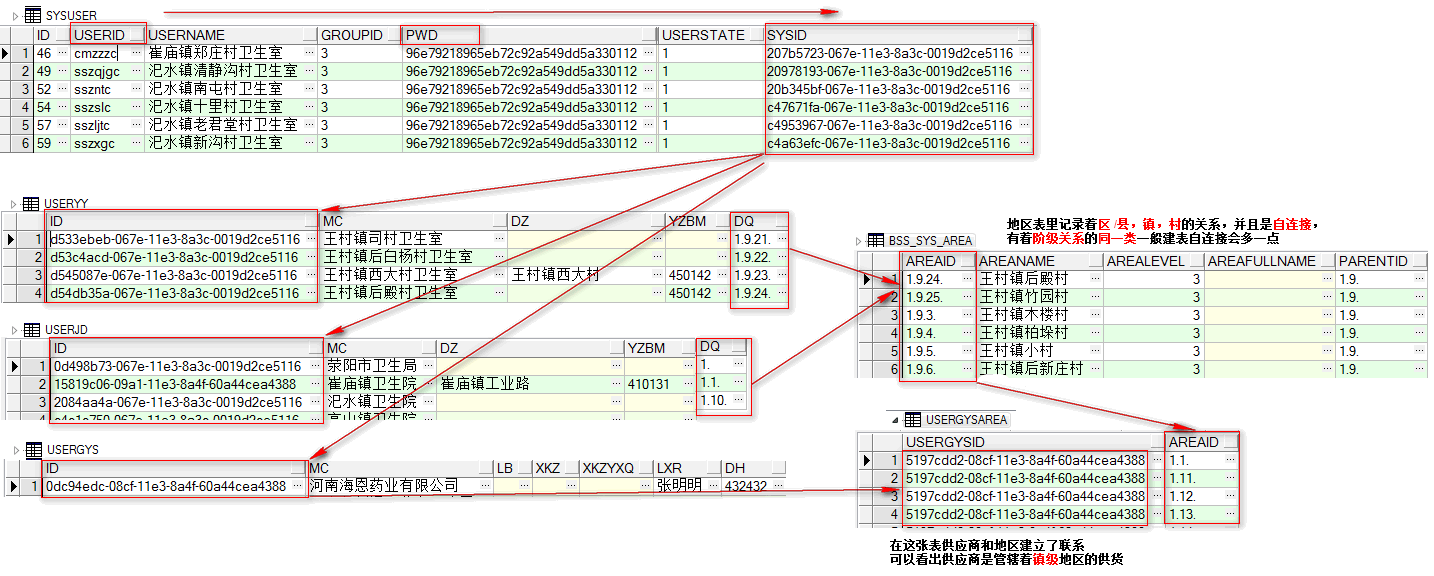 SYSUSER
ID USERID USERNAME GROUPID PWD USERSTATE SYSID
1 46 cmzzzc 崔庙镇郑庄村卫生室 3 96e79218965eb72c92a549dd5a330112 1 207b5723-067e-11e3-8a3c-0019d2ce5116
2 49 sszqjgc 汜水镇清静沟村卫生室 3 96e79218965eb72c92a549dd5a330112 1 20978193-067e-11e3-8a3c-0019d2ce5116
3 52 sszntc 汜水镇南屯村卫生室 3 96e79218965eb72c92a549dd5a330112 1 20b345bf-067e-11e3-8a3c-0019d2ce5116
4 54 sszslc 汜水镇十里村卫生室 3 96e79218965eb72c92a549dd5a330112 1 c47671fa-067e-11e3-8a3c-0019d2ce5116
5 57 sszljtc 汜水镇老君堂村卫生室 3 96e79218965eb72c92a549dd5a330112 1 c4953967-067e-11e3-8a3c-0019d2ce5116
6 59 sszxgc 汜水镇新沟村卫生室 3 96e79218965eb72c92a549dd5a330112 1 c4a63efc-067e-11e3-8a3c-0019d2ce5116
USERYY
ID MC DZ YZBM DQ
1 d533ebeb-067e-11e3-8a3c-0019d2ce5116 王村镇司村卫生室 1.9.21.
2 d53c4acd-067e-11e3-8a3c-0019d2ce5116 王村镇后白杨村卫生室 1.9.22.
3 d545087e-067e-11e3-8a3c-0019d2ce5116 王村镇西大村卫生室 王村镇西大村 450142 1.9.23.
4 d54db35a-067e-11e3-8a3c-0019d2ce5116 王村镇后殿村卫生室 450142 1.9.24.
地区表里记录着区/县，镇，村的关系，并且是自连接，
有着阶级关系的同一类一般建表自连接会多一点
BSS_SYS_AREA
AREAID AREANAME AREALEVEL AREAFULLNAME PARENTID
1 1.9.24. 王村镇后殿村 3 1.9.
2 1.9.25. 王村镇竹园村 3 1.9.
3 1.9.3. 王村镇木楼村 3 1.9.
4 1.9.4. 王村镇柏垛村 3 1.9.
5 1.9.5. 王村镇小村 3 1.9.
6 1.9.6. 王村镇后新庄村 3 1.9.
USERJD
ID MC DZ YZBM DQ
1 0d498b73-067e-11e3-8a3c-0019d2ce5116 荥阳市卫生局 1.
2 15819c06-09a1-11e3-8a4f-60a44cea4388 崔庙镇卫生院 崔庙镇工业路 410131 1.1.
3 2084aa4a-067e-11e3-8a3c-0019d2ce5116 汜水镇卫生院 1.10.
4 高山镇卫生院
USERGYS
ID MC LB XKZ XKZYXQ LXR DH
1 0dc94edc-08cf-11e3-8a4f-60a44cea4388 河南海恩药业有限公司 张明明 432432
USERGYSAREA
USERGYSID AREAID
1 5197cdd2-08cf-11e3-8a4f-60a44cea4388 1.1.
2 5197cdd2-08cf-11e3-8a4f-60a44cea4388 1.11.
3 5197cdd2-08cf-11e3-8a4f-60a44cea4388 1.12.
4 5197cdd2-08cf-11e3-8a4f-60a44cea4388 1.13.
在这张表供应商和地区建立了联系
可以看出供应商是管辖着镇级地区的供货